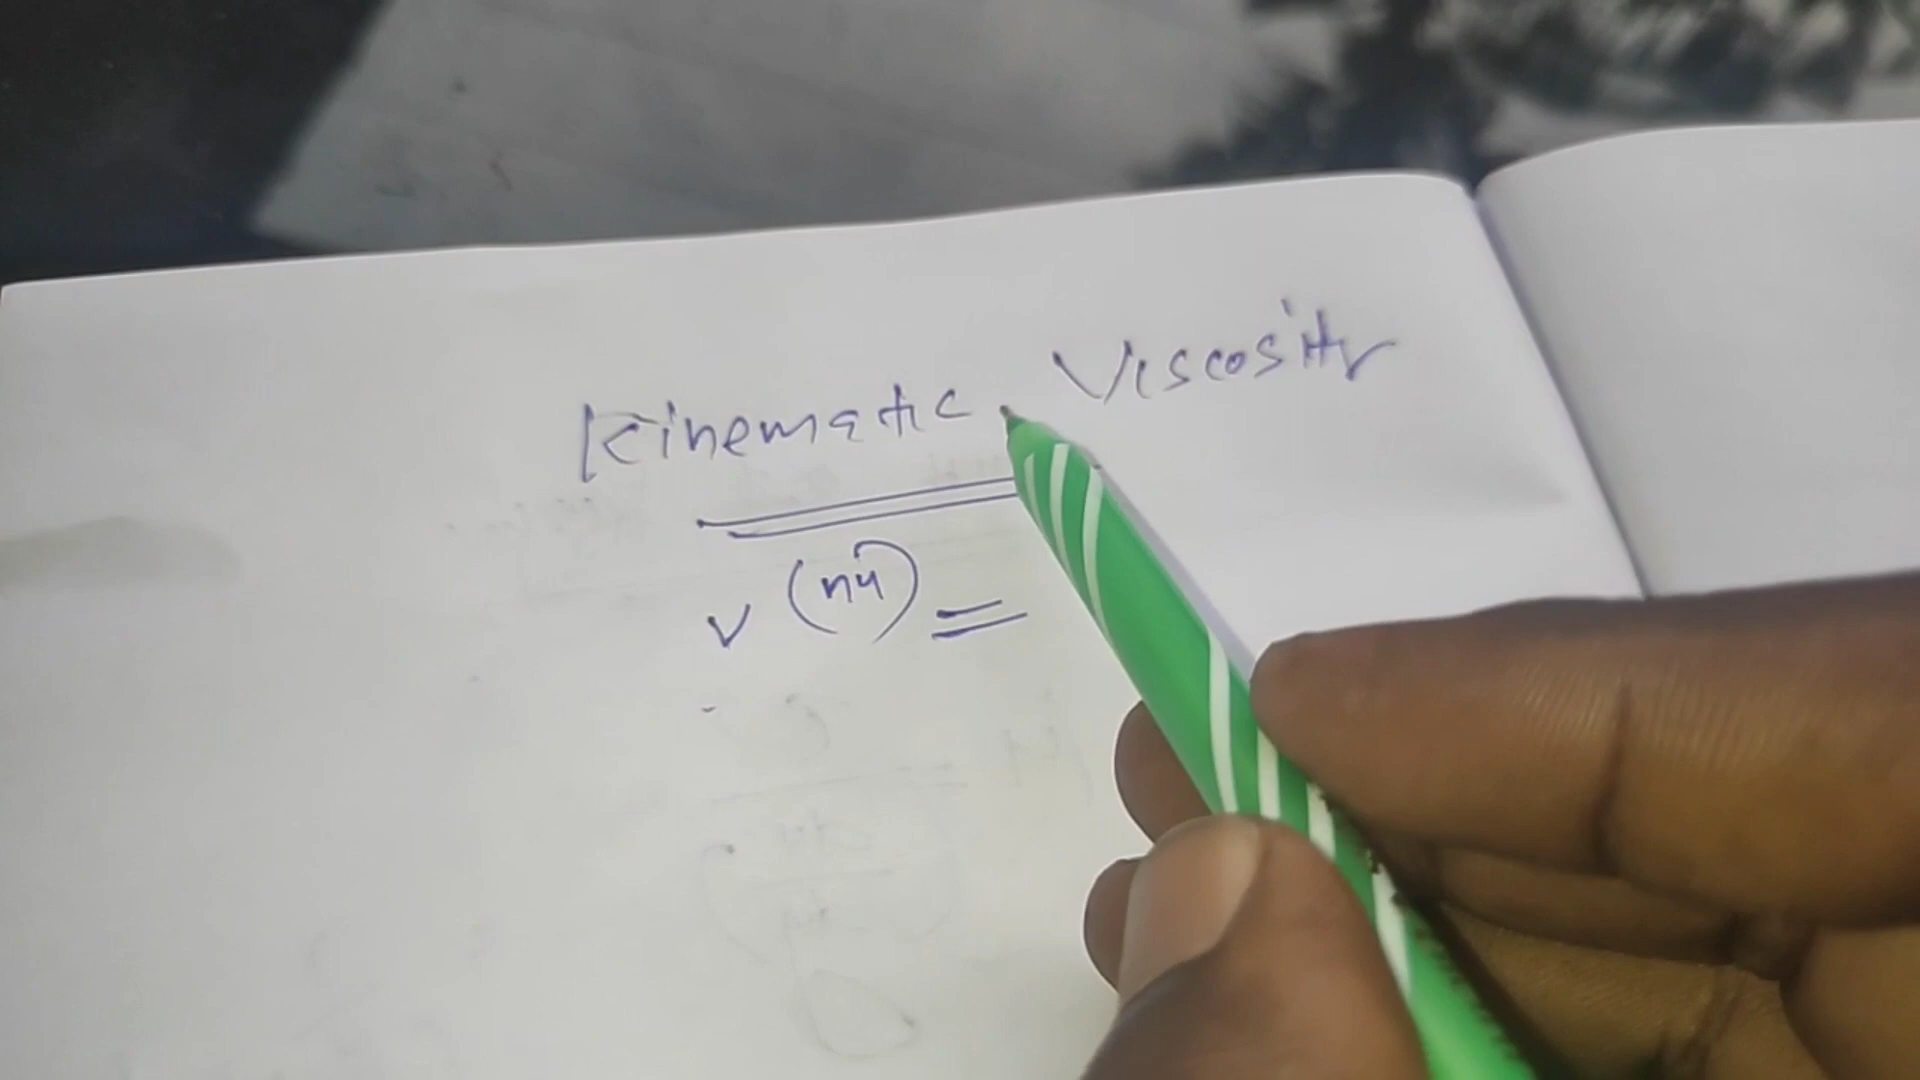 Kinematic Viscosity
ν (nu) =